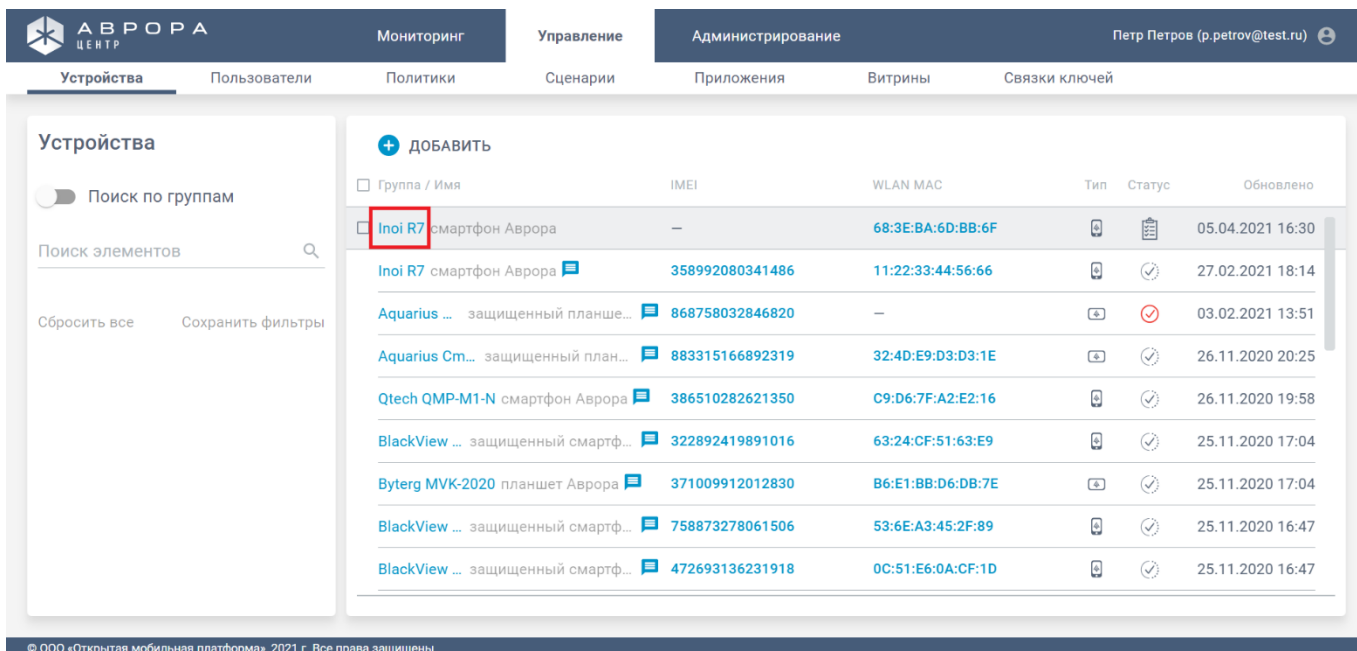 АВРОРА
ЦЕНТР
Мониторинг Управление Администрирование Петр Петров (p.petrov@test.ru)
Устройства Пользователи Политики Сценарии Приложения Витрины Связки ключей
Устройства
Поиск по группам
Поиск элементов
Сбросить все Сохранить фильтры
ДОБАВИТЬ
Группа / Имя IMEI WLAN MAC Тип Статус Обновлено
Inoi R7 смартфон Аврора — 68:3E:BA:6D:BB:6F 05.04.2021 16:30
Inoi R7 смартфон Аврора 358992080341486 11:22:33:44:56:66 27.02.2021 18:14
Aquarius ... защищенный планше... 868758032846820 — 03.02.2021 13:51
Aquarius Cm... защищенный план... 883315166892319 32:4D:E9:D3:D3:1E 26.11.2020 20:25
Qtech QMP-M1-N смартфон Аврора 386510282621350 C9:D6:7F:A2:E2:16 26.11.2020 19:58
BlackView ... защищенный смартф... 322892419891016 63:24:CF:51:63:E9 25.11.2020 17:04
Byterg MVK-2020 планшет Аврора 371009912012830 B6:E1:BB:D6:DB:7E 25.11.2020 17:04
BlackView ... защищенный смартф... 758873278061506 53:6E:A3:45:2F:89 25.11.2020 16:47
BlackView ... защищенный смартф... 472693136231918 0C:51:E6:0A:CF:1D 25.11.2020 16:47
© ООО «Открытая мобильная платформа», 2021 г. Все права защищены